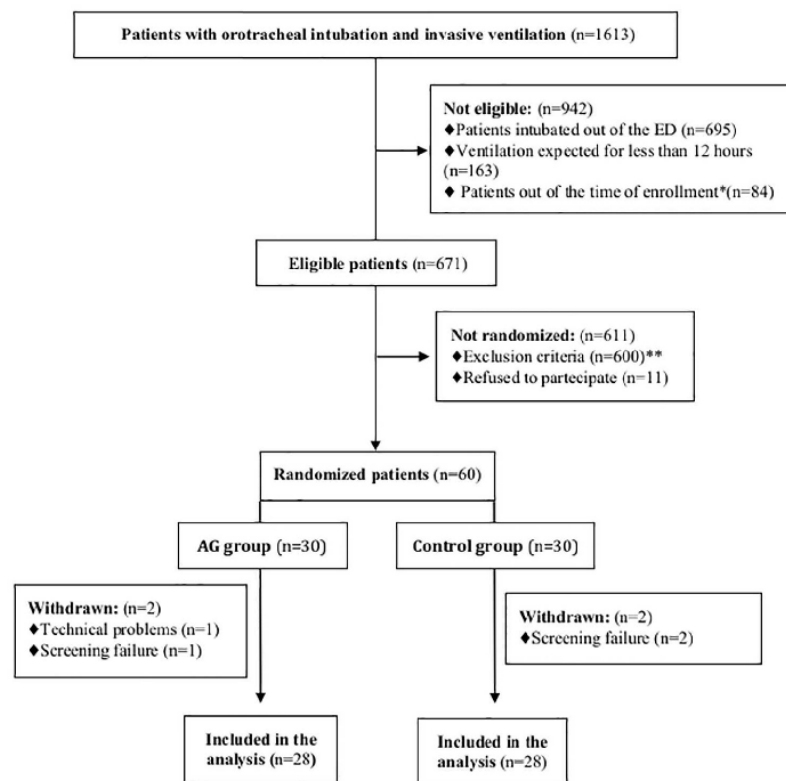 Patients with orotracheal intubation and invasive ventilation (n=1613)
Not eligible: (n=942)
♦Patients intubated out of the ED (n=695)
♦Ventilation expected for less than 12 hours
(n=163)
♦ Patients out of the time of enrollment*(n=84)
Eligible patients (n=671)
Not randomized: (n=611)
♦Exclusion criteria (n=600)**
♦Refused to partecipate (n=11)
Randomized patients (n=60)
AG group (n=30)
Control group (n=30)
Withdrawn: (n=2)
♦Technical problems (n=1)
♦Screening failure (n=1)
Withdrawn: (n=2)
♦Screening failure (n=2)
Included in the
analysis (n=28)
Included in the
analysis (n=28)